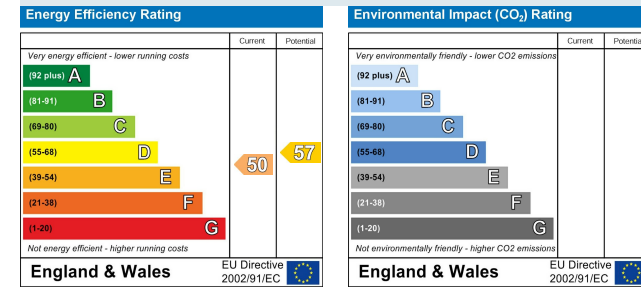 Energy Efficiency Rating
Current Potential
Very energy efficient - lower running costs
(92 plus) A
(81-91) B
(69-80) C
(55-68) D
(39-54) E
(21-38) F
(1-20) G
50
57
Not energy efficient - higher running costs
England & Wales
EU Directive
2002/91/EC
Environmental Impact (CO₂) Rating
Current Potential
Very environmentally friendly - lower CO2 emissions
(92 plus) A
(81-91) B
(69-80) C
(55-68) D
(39-54) E
(21-38) F
(1-20) G
Not environmentally friendly - higher CO2 emissions
England & Wales
EU Directive
2002/91/EC